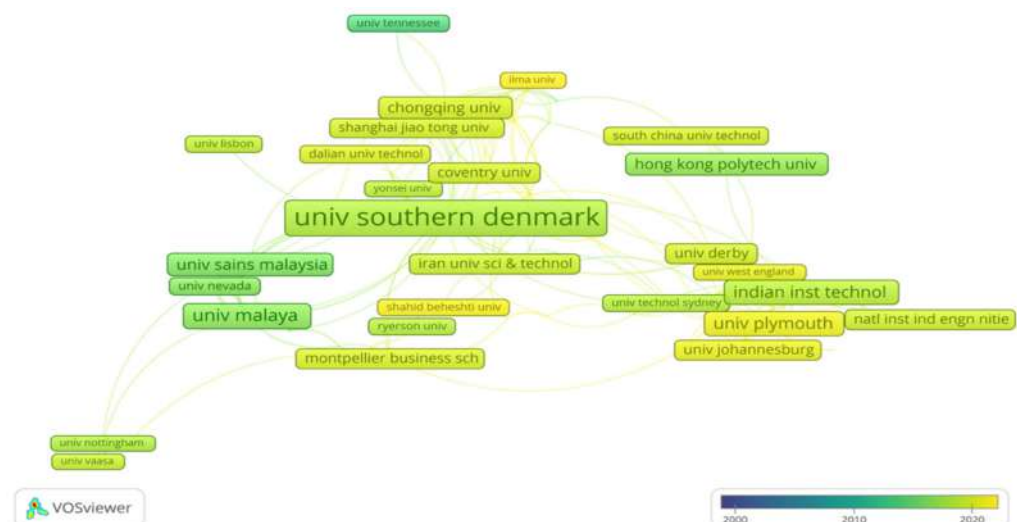 univ tennessee
ilma univ
chongqing univ
shanghai jiao tong univ
south china univ technol
univ lisbon
dalian univ technol
hong kong polytech univ
coventry univ
yonsei univ
univ southern denmark
univ derby
univ sains malaysia
iran univ sci & technol
univ west england
univ nevada
indian inst technol
univ technol sydney
shahid beheshti univ
univ malaya
ryerson univ
univ plymouth
natl inst ind engn nitie
univ johannesburg
montpellier business sch
univ nottingham
univ vaasa
VOSviewer
2000 2010 2020